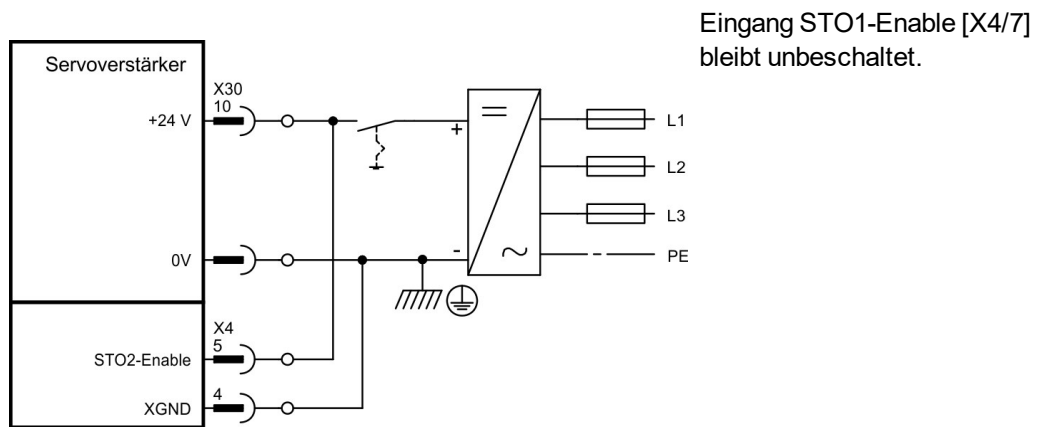 Eingang STO1-Enable [X4/7]
bleibt unbeschaltet.
Servoverstärker
X30
10
+24 V
+
L1
L2
L3
0V
-
PE
X4
5
STO2-Enable
4
XGND